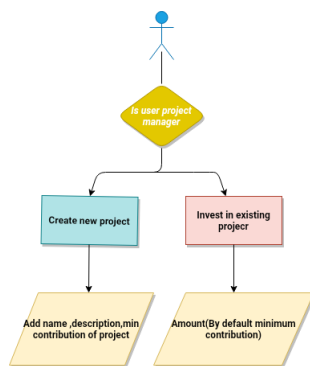 Is user project
manager
Create new project
Invest in existing
projecr
Add name ,description,min
contribution of project
Amount(By default minimum
contribution)